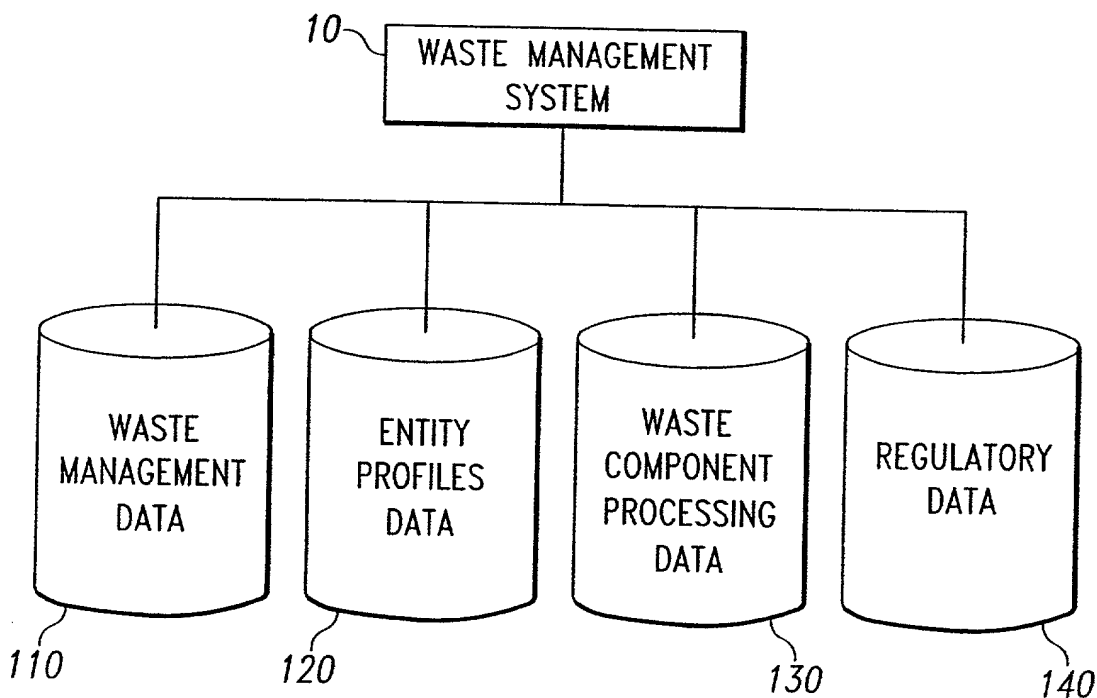 10
WASTE MANAGEMENT
SYSTEM
WASTE
MANAGEMENT
DATA
ENTITY
PROFILES
DATA
WASTE
COMPONENT
PROCESSING
DATA
REGULATORY
DATA
110
120
130
140